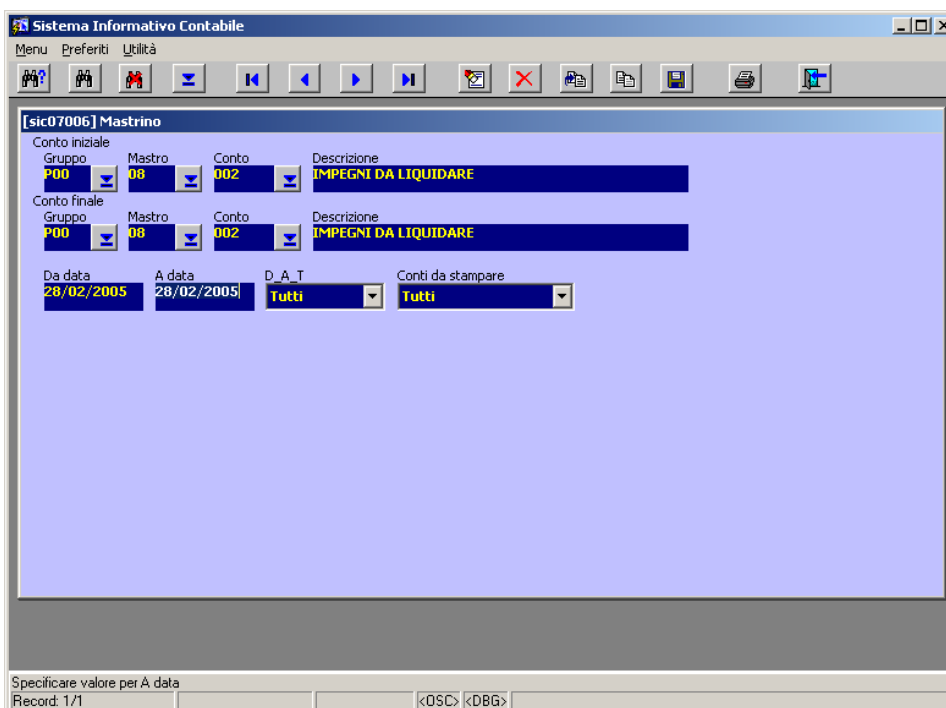 Sistema Informativo Contabile
Menu Preferiti Utilità
[sic07006] Mastrino
Conto iniziale
Gruppo Mastro Conto Descrizione
P00 08 002 IMPEGNI DA LIQUIDARE
Conto finale
Gruppo Mastro Conto Descrizione
P00 08 002 IMPEGNI DA LIQUIDARE
Da data A data D_A_T Conti da stampare
28/02/2005 28/02/2005 Tutti Tutti
Specificare valore per A data
Record: 1/1 <OSC> <DBG>